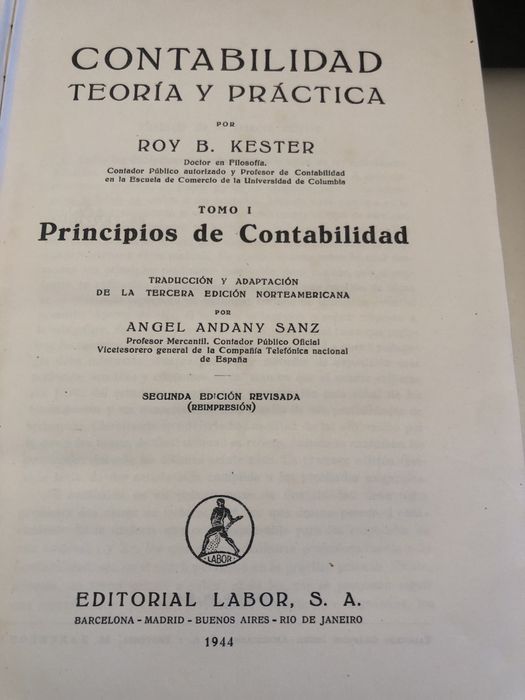 CONTABILIDAD
TEORÍA Y PRÁCTICA
POR
ROY B. KESTER
Doctor en Filosofía.
Contador Público autorizado y Profesor de Contabilidad
en la Escuela de Comercio de la Universidad de Columbia
TOMO I
Principios de Contabilidad
TRADUCCIÓN Y ADAPTACIÓN
DE LA TERCERA EDICIÓN NORTEAMERICANA
POR
ANGEL ANDANY SANZ
Profesor Mercantil. Contador Público Oficial
Vicetesorero general de la Compañía Telefónica nacional
de España
SEGUNDA EDICIÓN REVISADA
(REIMPRESIÓN)
LABOR
EDITORIAL LABOR, S. A.
BARCELONA - MADRID - BUENOS AIRES - RIO DE JANEIRO
1944